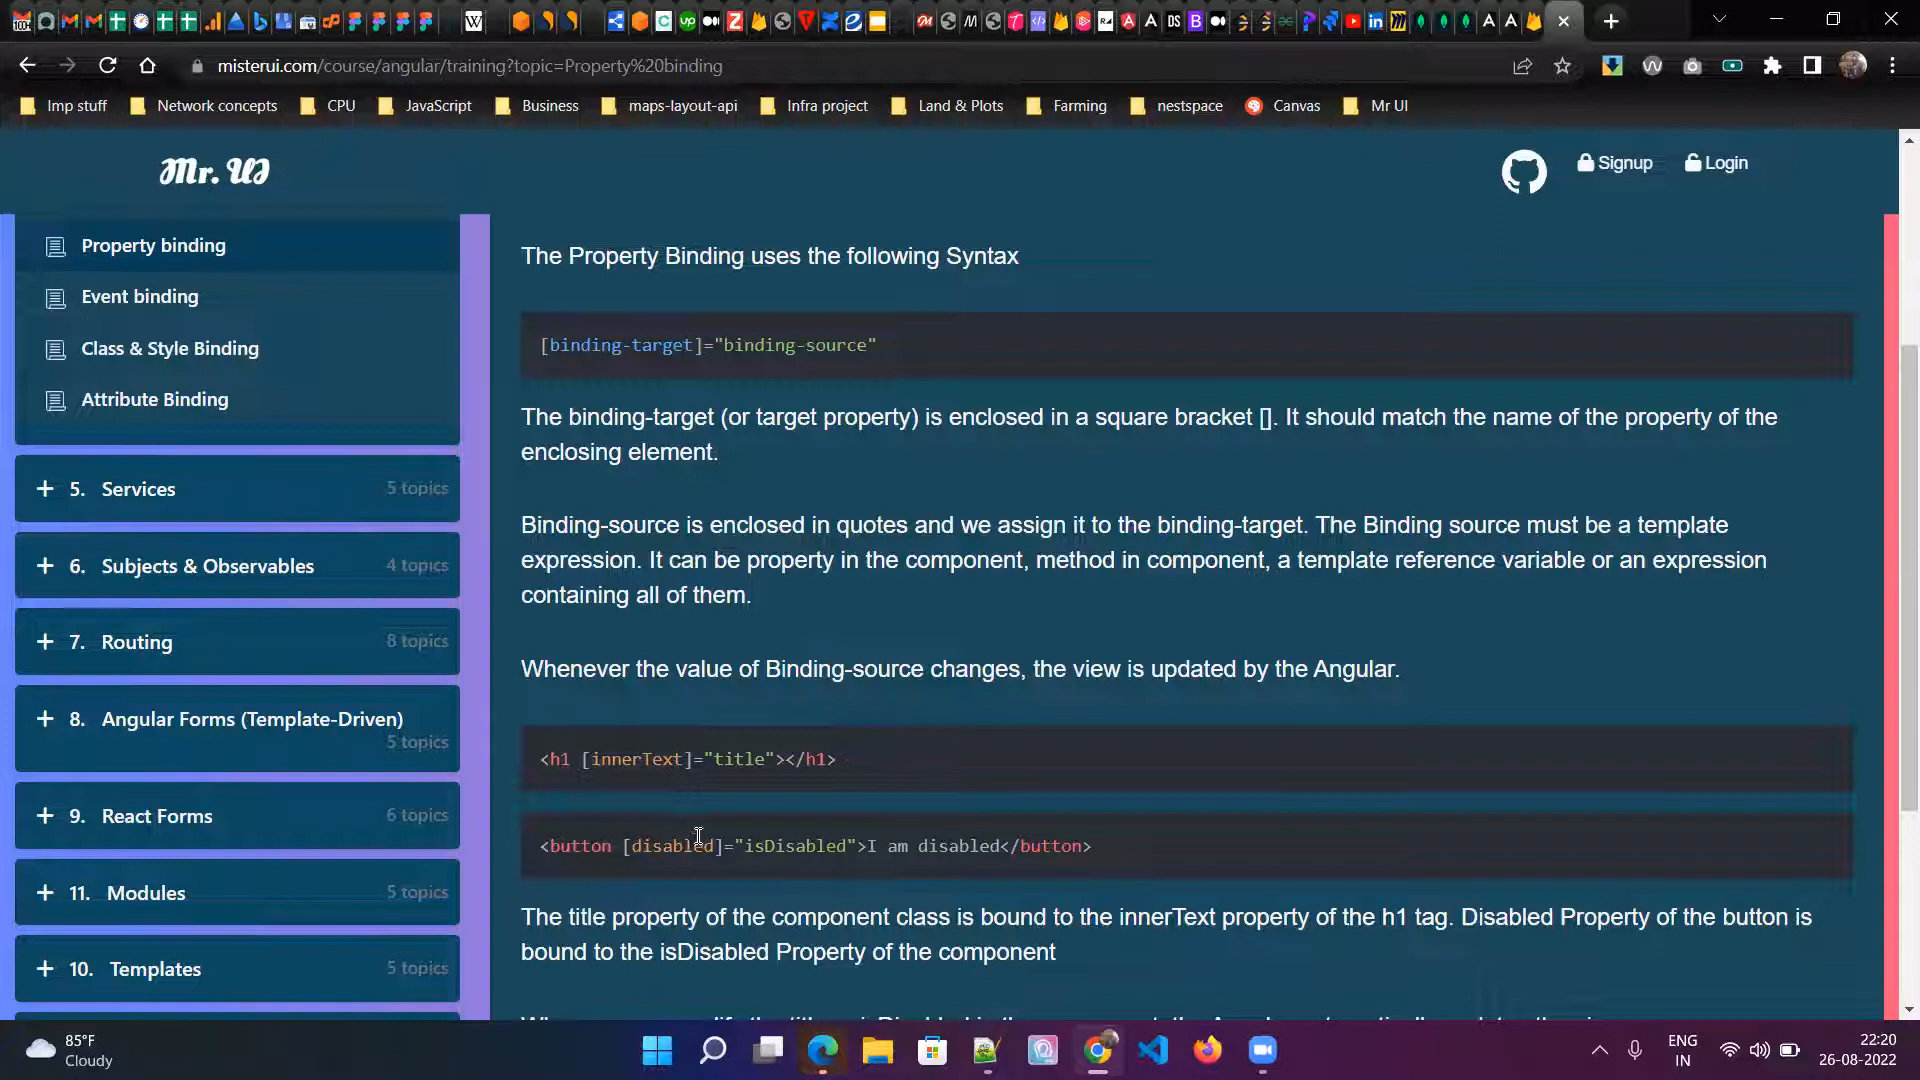 misterui.com/course/angular/training?topic=Property%20binding
Imp stuff
Network concepts
CPU
JavaScript
Business
maps-layout-api
Infra project
Land & Plots
Farming
nestspace
Canvas
Mr UI
Mr. UI
Signup
Login
Property binding
Event binding
Class & Style Binding
Attribute Binding
5. Services
5 topics
6. Subjects & Observables
4 topics
7. Routing
8 topics
8. Angular Forms (Template-Driven)
5 topics
9. React Forms
6 topics
11. Modules
5 topics
10. Templates
5 topics
The Property Binding uses the following Syntax
[binding-target]="binding-source"
The binding-target (or target property) is enclosed in a square bracket []. It should match the name of the property of the
enclosing element.
Binding-source is enclosed in quotes and we assign it to the binding-target. The Binding source must be a template
expression. It can be property in the component, method in component, a template reference variable or an expression
containing all of them.
Whenever the value of Binding-source changes, the view is updated by the Angular.
<h1 [innerText]="title"></h1>
<button [disabled]="isDisabled">I am disabled</button>
The title property of the component class is bound to the innerText property of the h1 tag. Disabled Property of the button is
bound to the isDisabled Property of the component
85°F
Cloudy
ENG
IN
22:20
26-08-2022